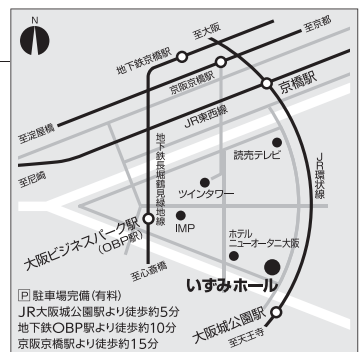 N
至大阪
至京都
地下鉄京橋駅
京阪京橋駅
京橋駅
至淀屋橋
JR東西線
至尼崎
地下鉄長堀鶴見緑地線
読売テレビ
JR環状線
ツインタワー
IMP
大阪ビジネスパーク駅
(OBP駅)
ホテル
ニューオータニ大阪
至心斎橋
いずみホール
大阪城公園駅
至天王寺
P 駐車場完備(有料)
JR大阪城公園駅より徒歩約5分
地下鉄OBP駅より徒歩約10分
京阪京橋駅より徒歩約15分